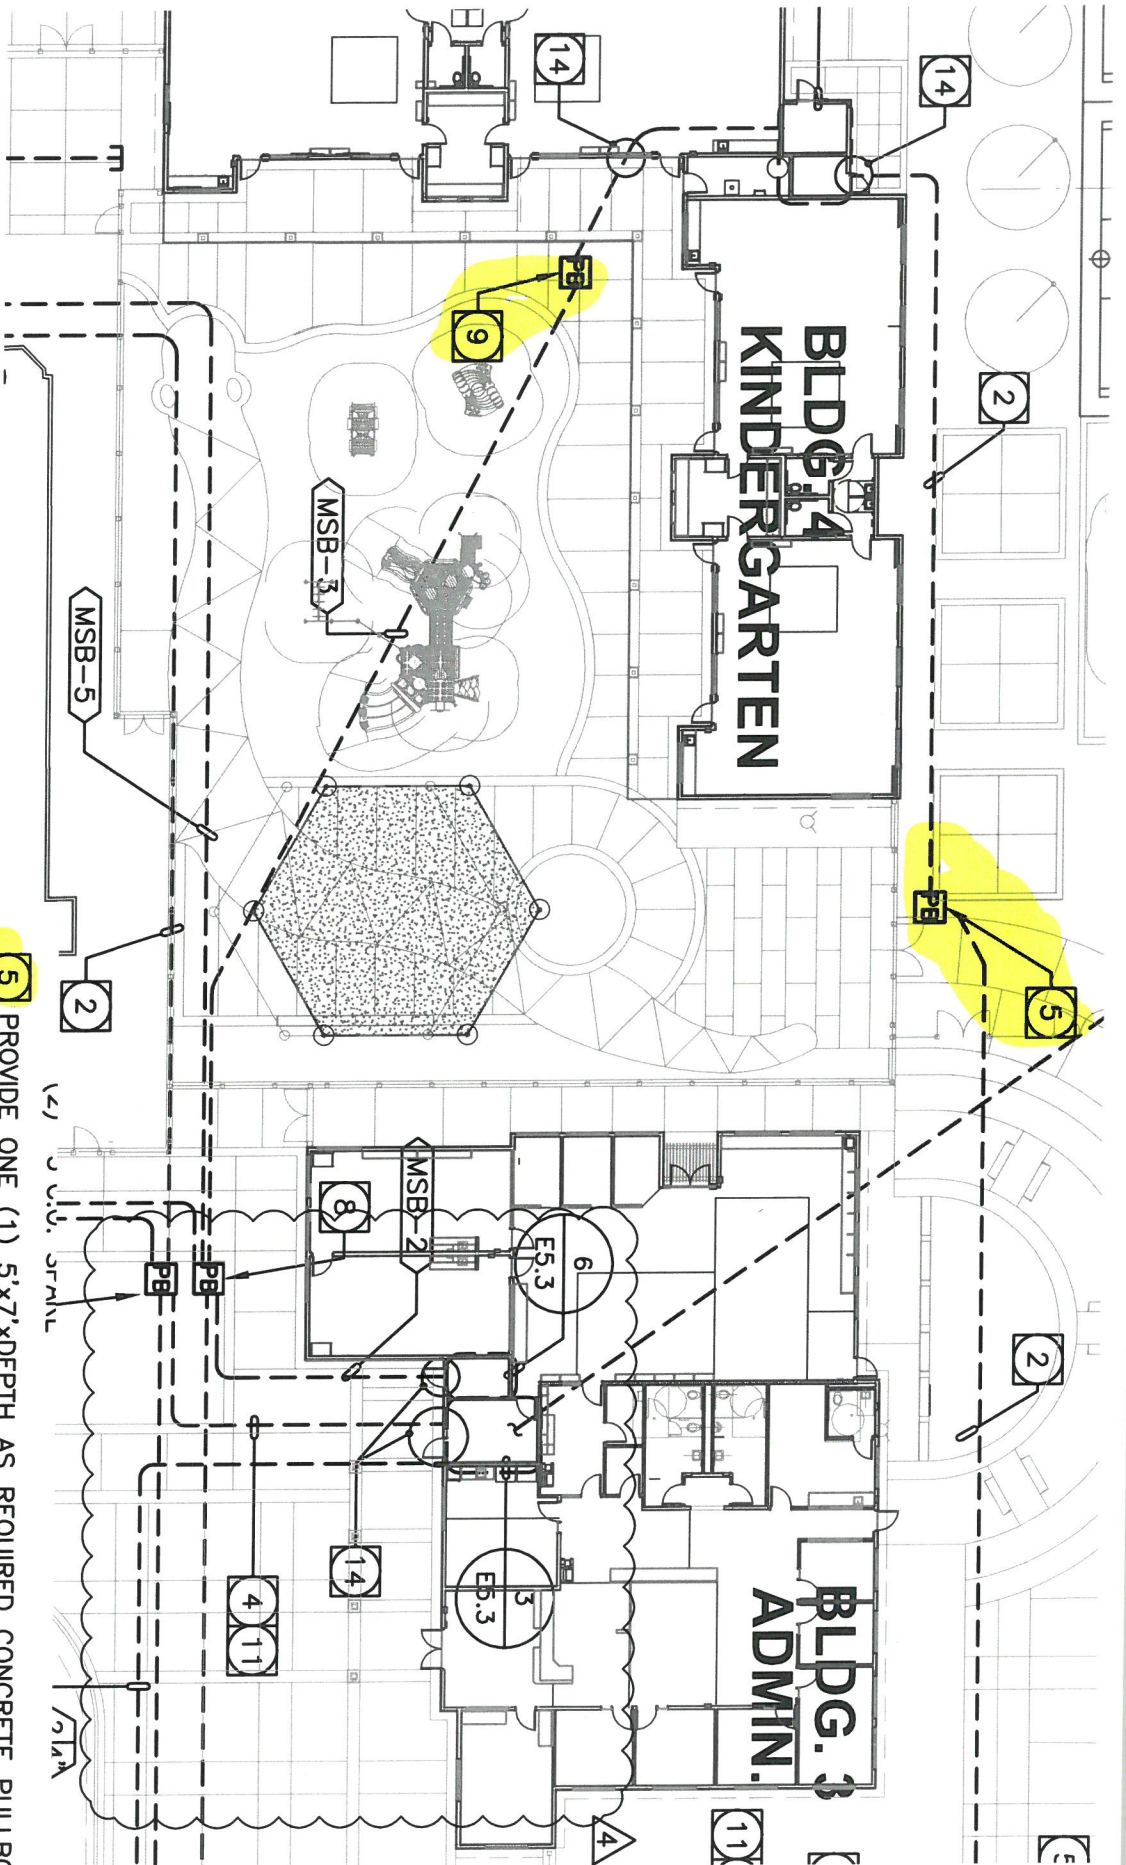 14
14
PB
9
BLDG. 4
KINDERGARTEN
2
MSB-3
MSB-5
PB
5
2
5 PROVIDE ONE (1) 5'x7'xDEPTH AS REQUIRED CONCRETE
MSB-2
8
6
E5.3
PB
PB
2
14
4
11
3
E5.3
BLDG. 3
ADMIN.
4
11
5